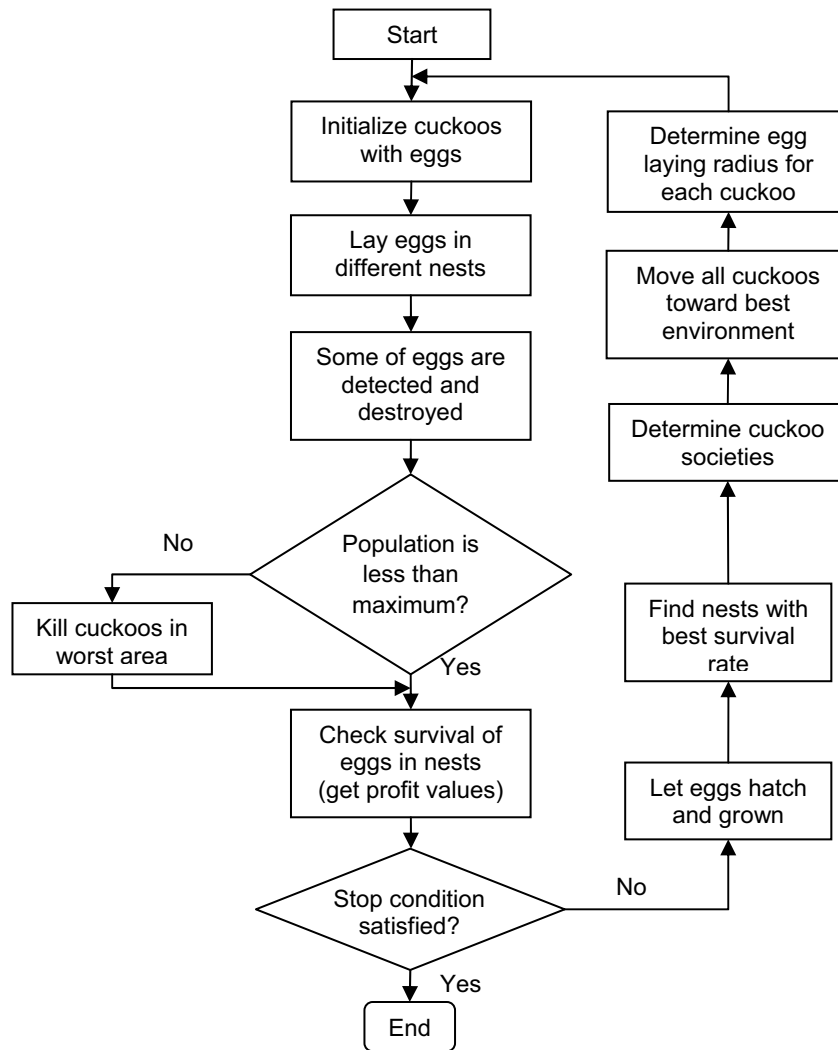 Start
Initialize cuckoos
with eggs
Lay eggs in
different nests
Some of eggs are
detected and
destroyed
Population is
less than
maximum?
No
Kill cuckoos in
worst area
Yes
Check survival of
eggs in nests
(get profit values)
Stop condition
satisfied?
No
Yes
End
Let eggs hatch
and grown
Find nests with
best survival
rate
Determine cuckoo
societies
Move all cuckoos
toward best
environment
Determine egg
laying radius for
each cuckoo